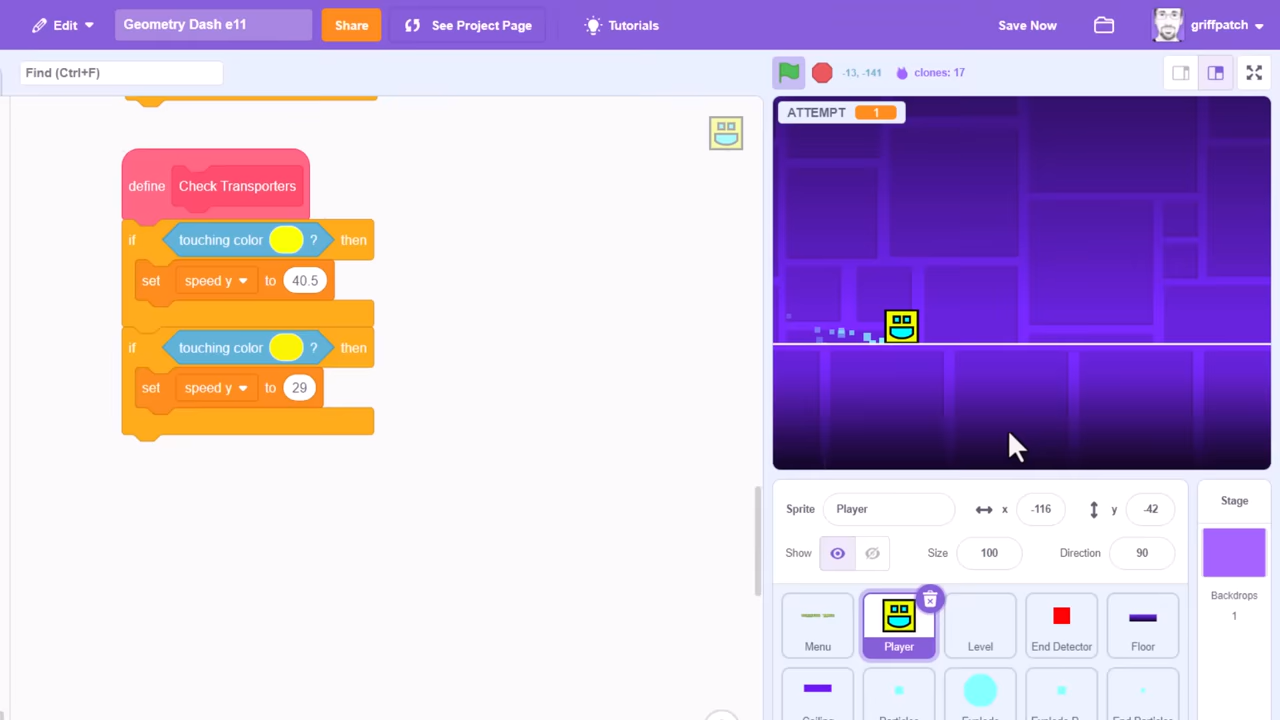 Edit
Geometry Dash e11
Share
See Project Page
Tutorials
Save Now
griffpatch
Find (Ctrl+F)
-13, -141
clones: 17
ATTEMPT 1
define Check Transporters
if touching color ? then
set speed y to 40.5
if touching color ? then
set speed y to 29
Sprite Player x -116 y -42
Show Size 100 Direction 90
Stage
Backdrops
1
Menu
Player
Level
End Detector
Floor